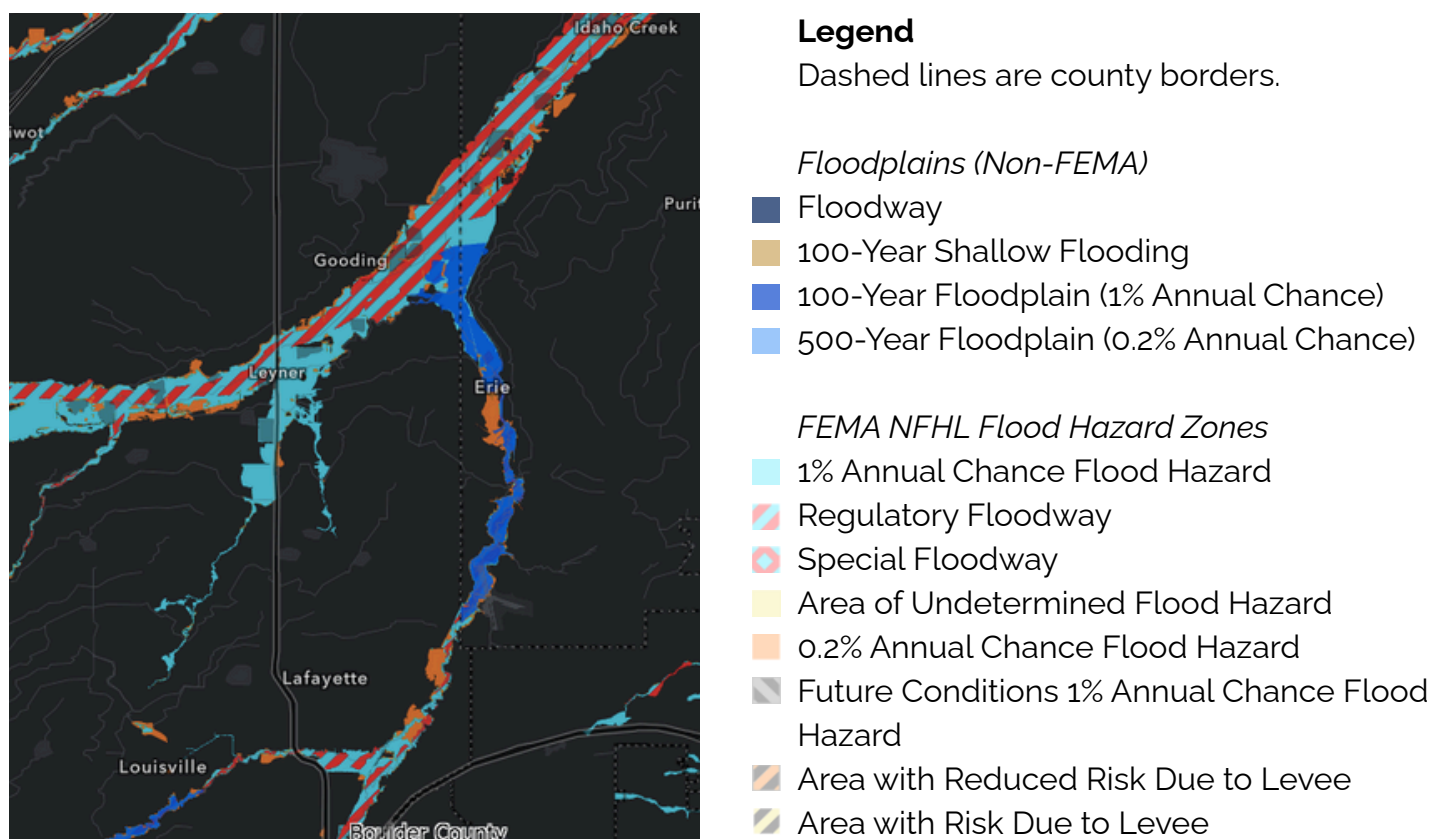 Idaho Creek
iwot
Purit
Gooding
Leyner
Erie
Lafayette
Louisville
Boulder County
Legend
Dashed lines are county borders.
Floodplains (Non-FEMA)
Floodway
100-Year Shallow Flooding
100-Year Floodplain (1% Annual Chance)
500-Year Floodplain (0.2% Annual Chance)
FEMA NFHL Flood Hazard Zones
1% Annual Chance Flood Hazard
Regulatory Floodway
Special Floodway
Area of Undetermined Flood Hazard
0.2% Annual Chance Flood Hazard
Future Conditions 1% Annual Chance Flood
Hazard
Area with Reduced Risk Due to Levee
Area with Risk Due to Levee